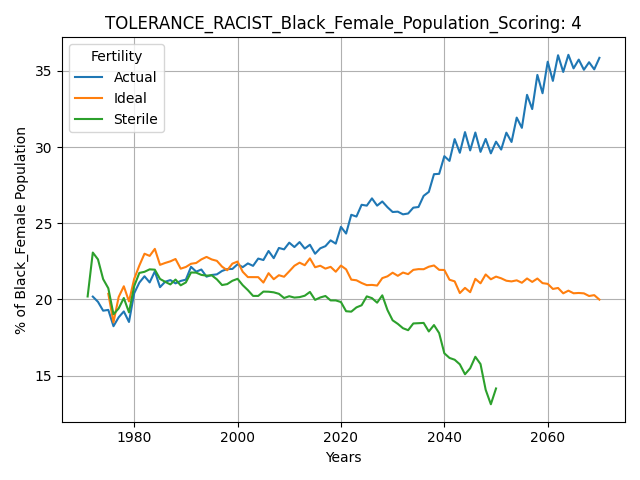 TOLERANCE_RACIST_Black_Female_Population_Scoring: 4
Fertility
Actual
Ideal
Sterile
% of Black_Female Population
35
30
25
20
15
1980
2000
2020
2040
2060
Years